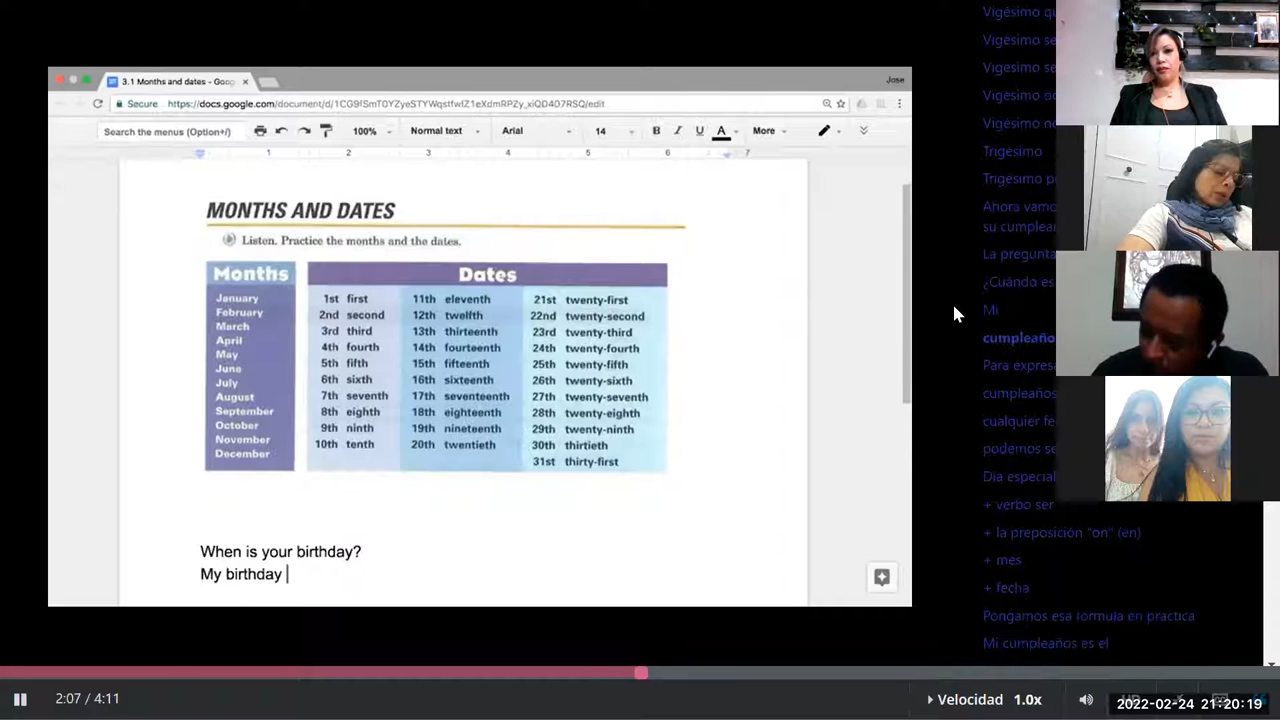 3.1 Months and dates - Goog
Jose
Secure https://docs.google.com/document/d/1CG9fSmT0YZyeSTYWqstfwIZ1eXdmRPZy_xiQD4O7RSQ/edit
Search the menus (Option+/) 100% Normal text Arial 14 B I U A More
1 2 3 4 5 6 7
MONTHS AND DATES
Listen. Practice the months and the dates.
Months
January
February
March
April
May
June
July
August
September
October
November
December
Dates
1st first
2nd second
3rd third
4th fourth
5th fifth
6th sixth
7th seventh
8th eighth
9th ninth
10th tenth
11th eleventh
12th twelfth
13th thirteenth
14th fourteenth
15th fifteenth
16th sixteenth
17th seventeenth
18th eighteenth
19th nineteenth
20th twentieth
21st twenty-first
22nd twenty-second
23rd twenty-third
24th twenty-fourth
25th twenty-fifth
26th twenty-sixth
27th twenty-seventh
28th twenty-eighth
29th twenty-ninth
30th thirtieth
31st thirty-first
When is your birthday?
My birthday
Vigésimo
Vigésimo
Vigésimo
Vigésimo
Vigésimo
Trigésimo
Trigésimo
Ahora
su
La pregunta
¿Cuándo es
Mi
cumpleaño
Para
cumpleaños
cualquier
podemos
Día especial
+ verbo ser
+ la preposición "on" (en)
+ mes
+ fecha
Pongamos esa fórmula en practica
Mi cumpleaños es el
2:07 / 4:11
Velocidad 1.0x
2022-02-24 21:20:19